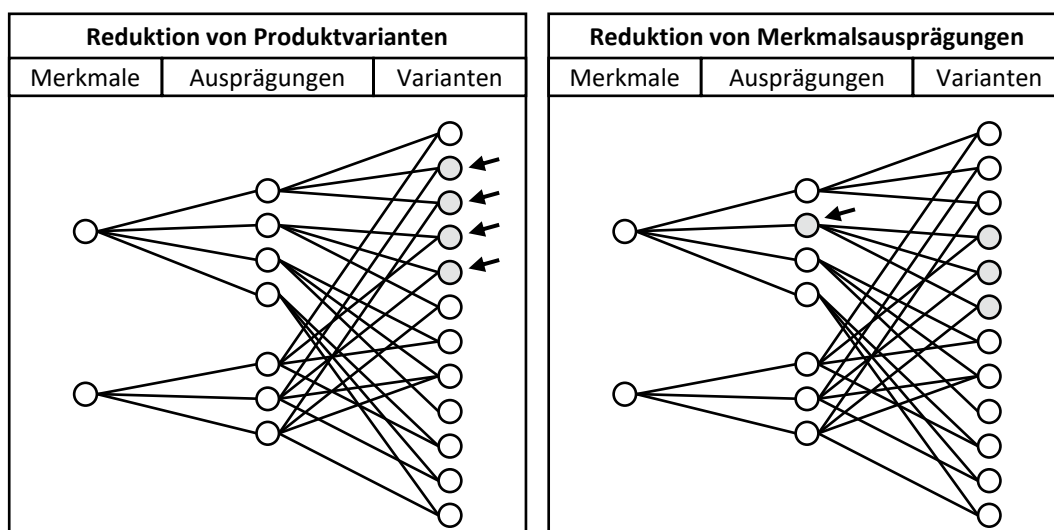 Reduktion von Produktvarianten
Merkmale Ausprägungen Varianten
Reduktion von Merkmalsausprägungen
Merkmale Ausprägungen Varianten